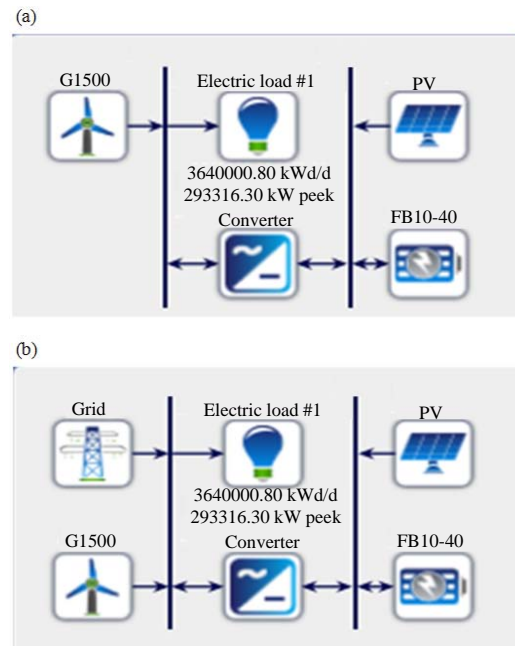 (a)
G1500
Electric load #1
PV
3640000.80 kWd/d
293316.30 kW peek
Converter
FB10-40
(b)
Grid
Electric load #1
PV
3640000.80 kWd/d
293316.30 kW peek
G1500
Converter
FB10-40